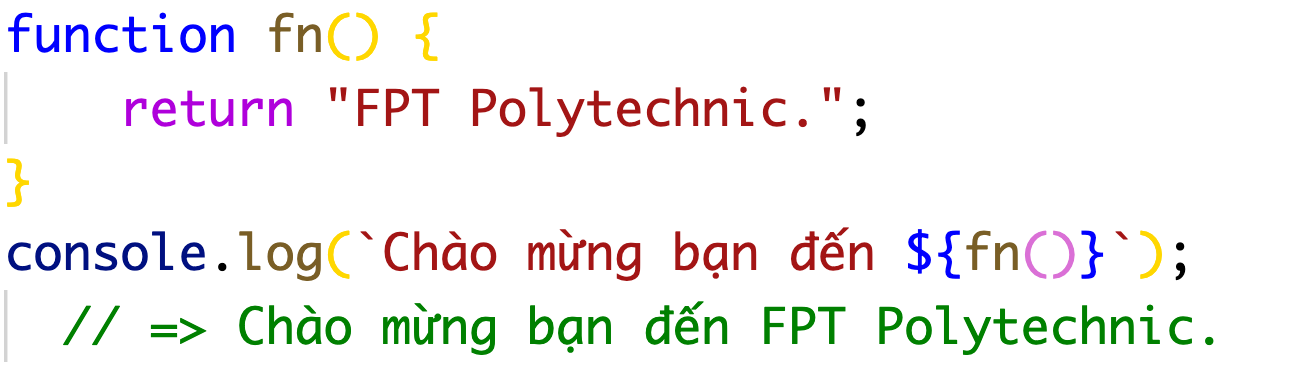 function fn() {
    return "FPT Polytechnic.";
}
console.log(`Chào mừng bạn đến ${fn()}`);
  // => Chào mừng bạn đến FPT Polytechnic.